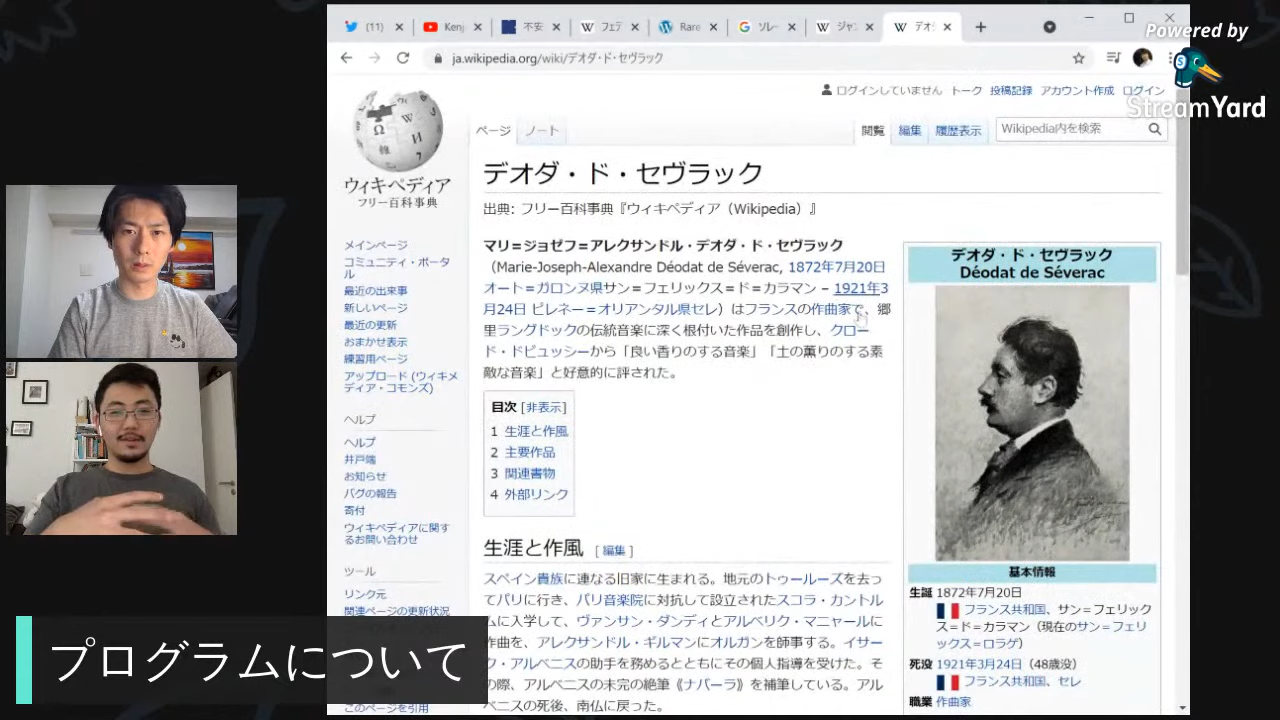 (11)
Kenj
不安
フェデ
Rare
ソレー
ジャン
デオダ
ja.wikipedia.org/wiki/デオダ・ド・セヴラック
Powered by
StreamYard
ログインしていません トーク 投稿記録 アカウント作成 ログイン
ページ ノート 閲覧 編集 履歴表示 Wikipedia内を検索
ウィキペディア
フリー百科事典
メインページ
コミュニティ・ポータ
ル
最近の出来事
新しいページ
最近の更新
おまかせ表示
練習用ページ
アップロード (ウィキメ
ディア・コモンズ)
ヘルプ
ヘルプ
井戸端
お知らせ
バグの報告
寄付
ウィキペディアに関す
るお問い合わせ
ツール
リンク元
関連ページの更新状況
このページを引用
デオダ・ド・セヴラック
出典: フリー百科事典『ウィキペディア（Wikipedia）』
マリ＝ジョゼフ＝アレクサンドル・デオダ・ド・セヴラック
（Marie-Joseph-Alexandre Déodat de Séverac, 1872年7月20日
オート＝ガロンヌ県サン＝フェリックス＝ド＝カラマン – 1921年3
月24日 ピレネー＝オリアンタル県セレ）はフランスの作曲家で、郷
里ラングドックの伝統音楽に深く根付いた作品を創作し、クロー
ド・ドビュッシーから「良い香りのする音楽」「土の薫りのする素
敵な音楽」と好意的に評された。
目次 [非表示]
1 生涯と作風
2 主要作品
3 関連書物
4 外部リンク
生涯と作風 [ 編集 ]
スペイン貴族に連なる旧家に生まれる。地元のトゥールーズを去っ
てパリに行き、パリ音楽院に対抗して設立されたスコラ・カントル
ムに入学して、ヴァンサン・ダンディとアルベリク・マニャールに
作曲を、アレクサンドル・ギルマンにオルガンを師事する。イサー
ク・アルベニスの助手を務めるとともにその個人指導を受けた。そ
の際、アルベニスの未完の絶筆《ナバーラ》を補筆している。アル
ベニスの死後、南仏に戻った。
デオダ・ド・セヴラック
Déodat de Séverac
基本情報
生誕 1872年7月20日
フランス共和国、サン＝フェリック
ス＝ド＝カラマン（現在のサン＝フェリ
ックス＝ロラゲ）
死没 1921年3月24日（48歳没）
フランス共和国、セレ
職業 作曲家
プログラムについて